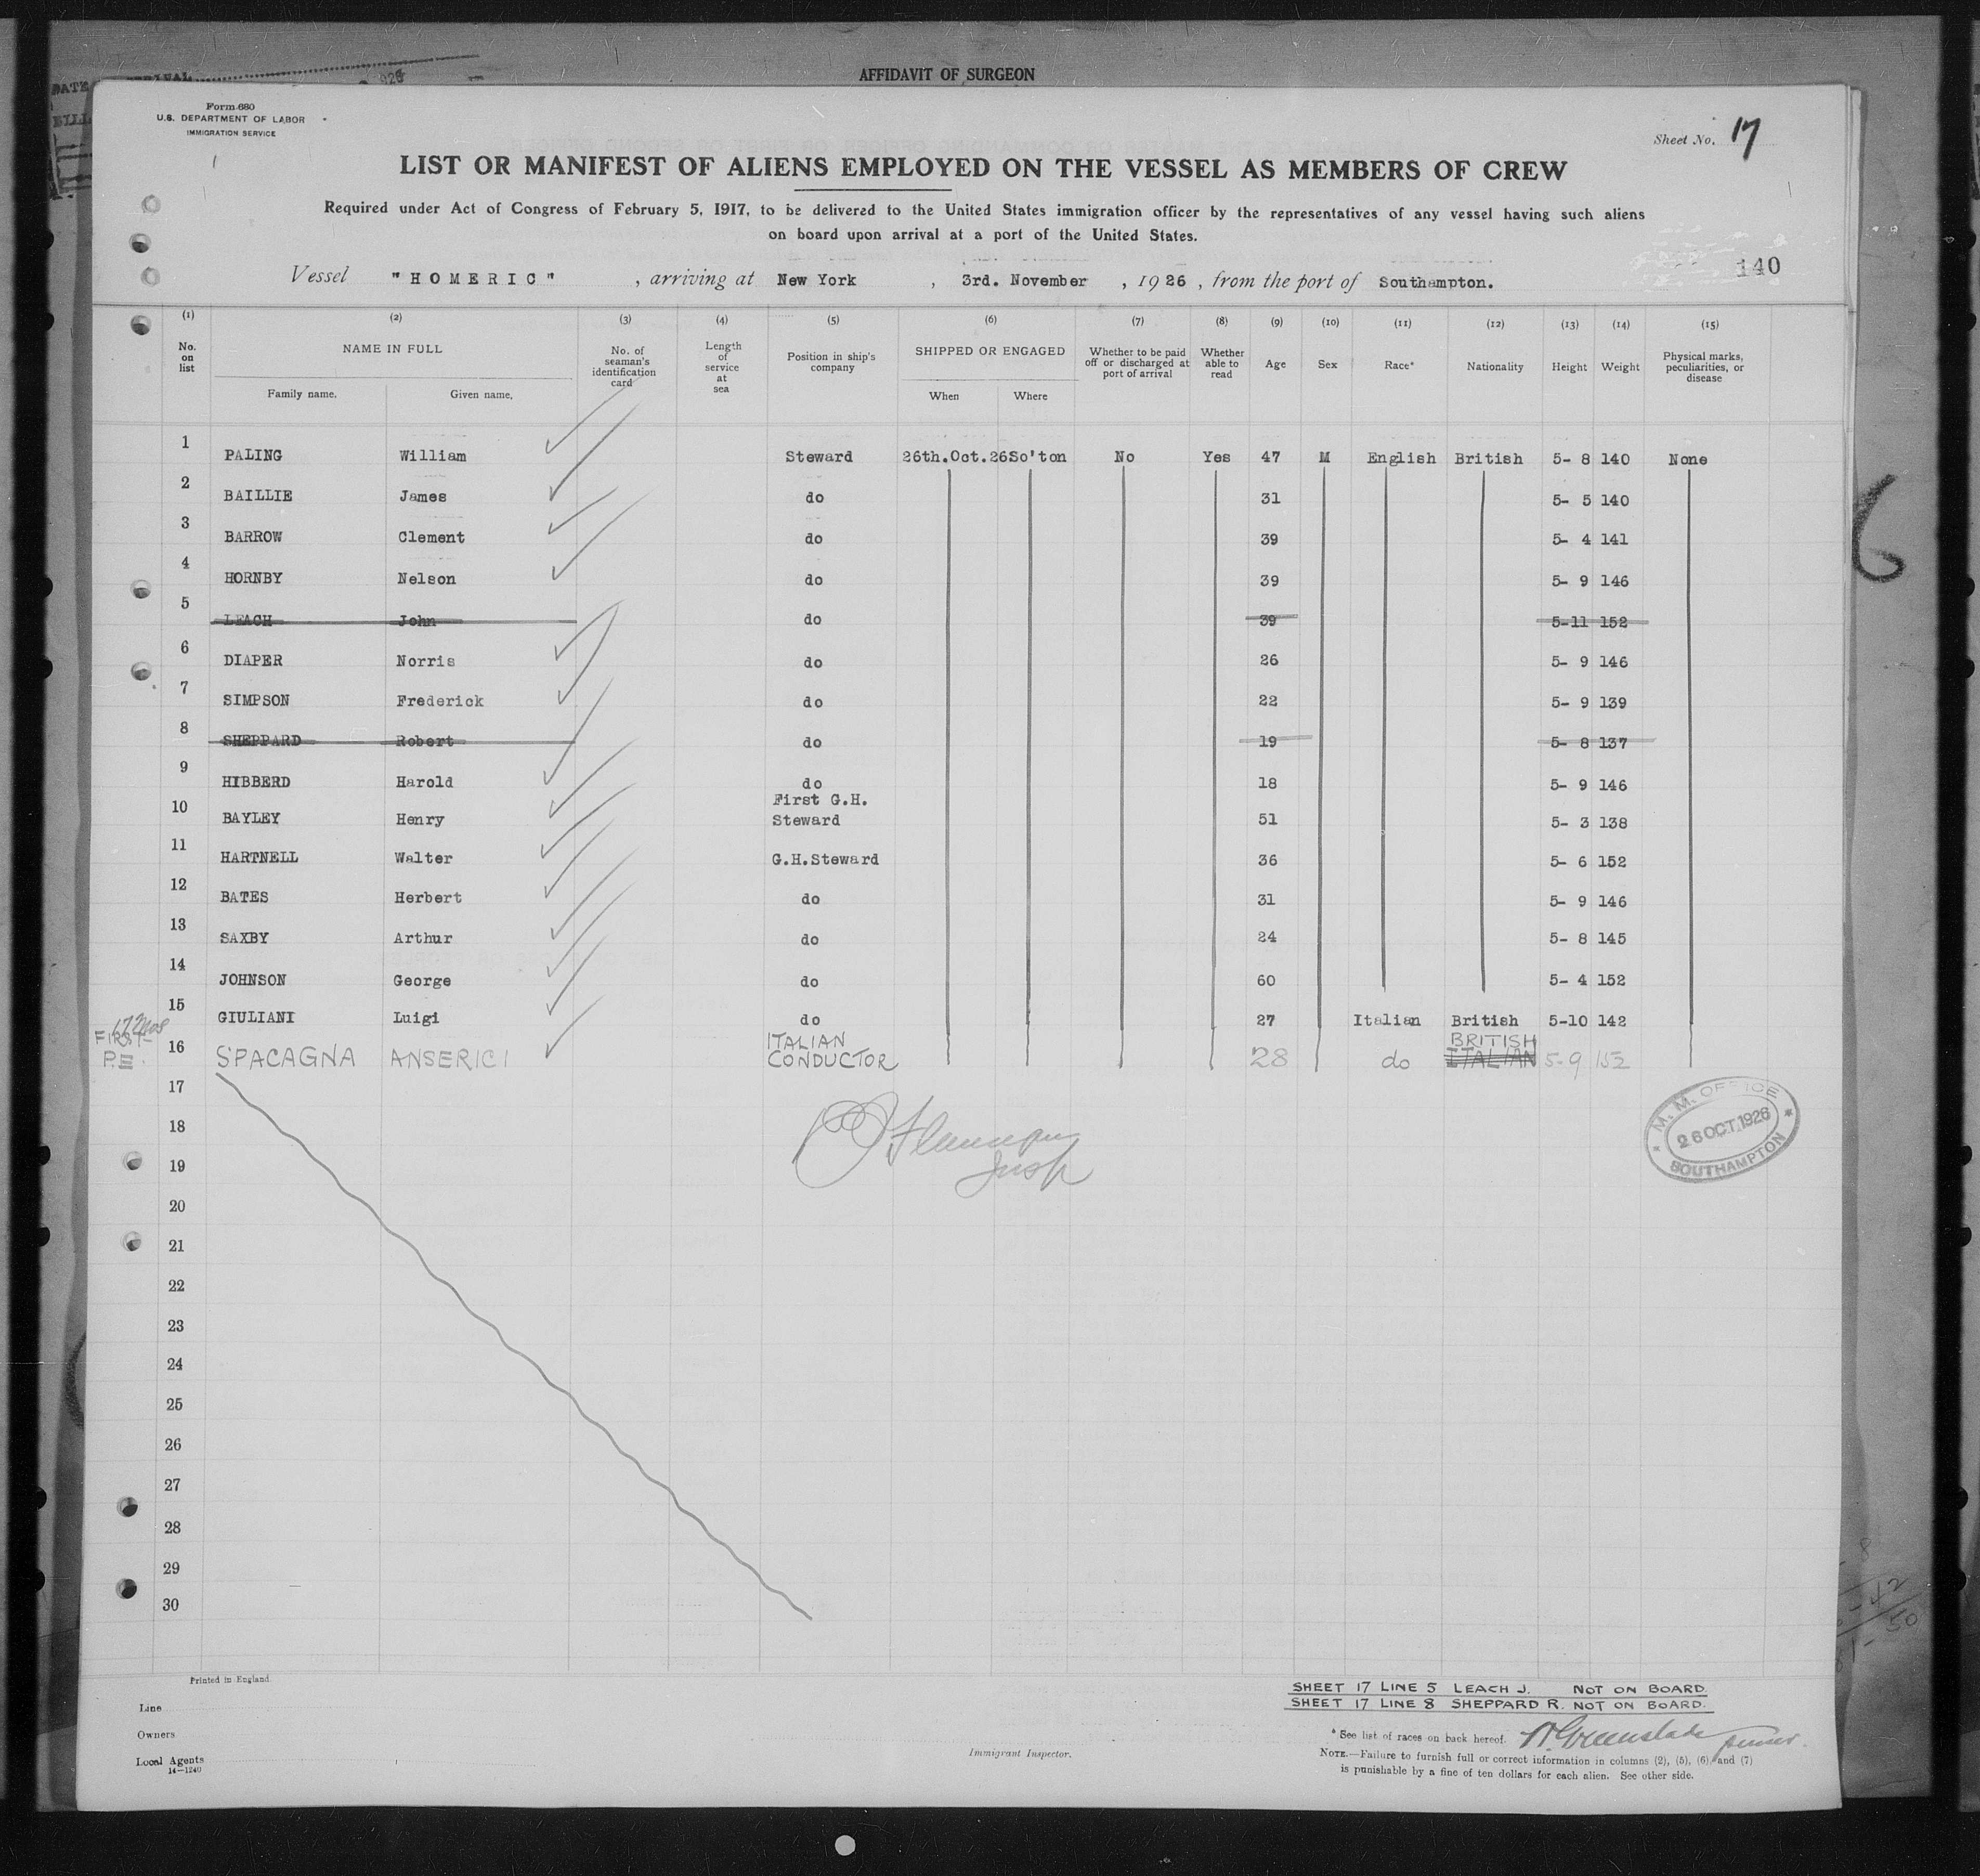 AFFIDAVIT OF SURGEON
Form 680
U.S. DEPARTMENT OF LABOR
IMMIGRATION SERVICE
Sheet No. 17
LIST OR MANIFEST OF ALIENS EMPLOYED ON THE VESSEL AS MEMBERS OF CREW
Required under Act of Congress of February 5, 1917, to be delivered to the United States immigration officer by the representatives of any vessel having such aliens
on board upon arrival at a port of the United States.
140
Vessel "HOMERIC" , arriving at New York , 3rd. November , 1926 , from the port of Southampton.
(1) (2) (3) (4) (5) (6) (7) (8) (9) (10) (11) (12) (13) (14) (15)
No. on list NAME IN FULL Family name. Given name. No. of seaman's identification card Length of service at sea Position in ship's company SHIPPED OR ENGAGED When Where Whether to be paid off or discharged at port of arrival Whether able to read Age Sex Race* Nationality Height Weight Physical marks, peculiarities, or disease
1 PALING William Steward 26th.Oct.26 So'ton No Yes 47 M English British 5- 8 140 None
2 BAILLIE James do 31 5- 5 140
3 BARROW Clement do 39 5- 4 141
4 HORNBY Nelson do 39 5- 9 146
5 LEACH John do 39 5-11 152
6 DIAPER Norris do 26 5- 9 146
7 SIMPSON Frederick do 22 5- 9 139
8 SHEPPARD Robert do 19 5- 8 137
9 HIBBERD Harold do 18 5- 9 146
10 BAYLEY Henry First G.H. Steward 51 5- 3 138
11 HARTNELL Walter G.H.Steward 36 5- 6 152
12 BATES Herbert do 31 5- 9 146
13 SAXBY Arthur do 24 5- 8 145
14 JOHNSON George do 60 5- 4 152
15 GIULIANI Luigi do 27 Italian British 5-10 142
FIRST P.E. 16 SPACAGNA ANSERICI ITALIAN CONDUCTOR 28 do BRITISH ITALIAN 5-9 152
17
18
19
20
21
22
23
24
25
26
27
28
29
30
M. M. OFFICE
26 OCT. 1926
SOUTHAMPTON
Insp
Printed in England
Line
Owners
Local Agents
14-1240
Immigrant Inspector.
SHEET 17 LINE 5 LEACH J. NOT ON BOARD.
SHEET 17 LINE 8 SHEPPARD R. NOT ON BOARD.
* See list of races on back hereof.
NOTE.—Failure to furnish full or correct information in columns (2), (5), (6) and (7)
is punishable by a fine of ten dollars for each alien. See other side.